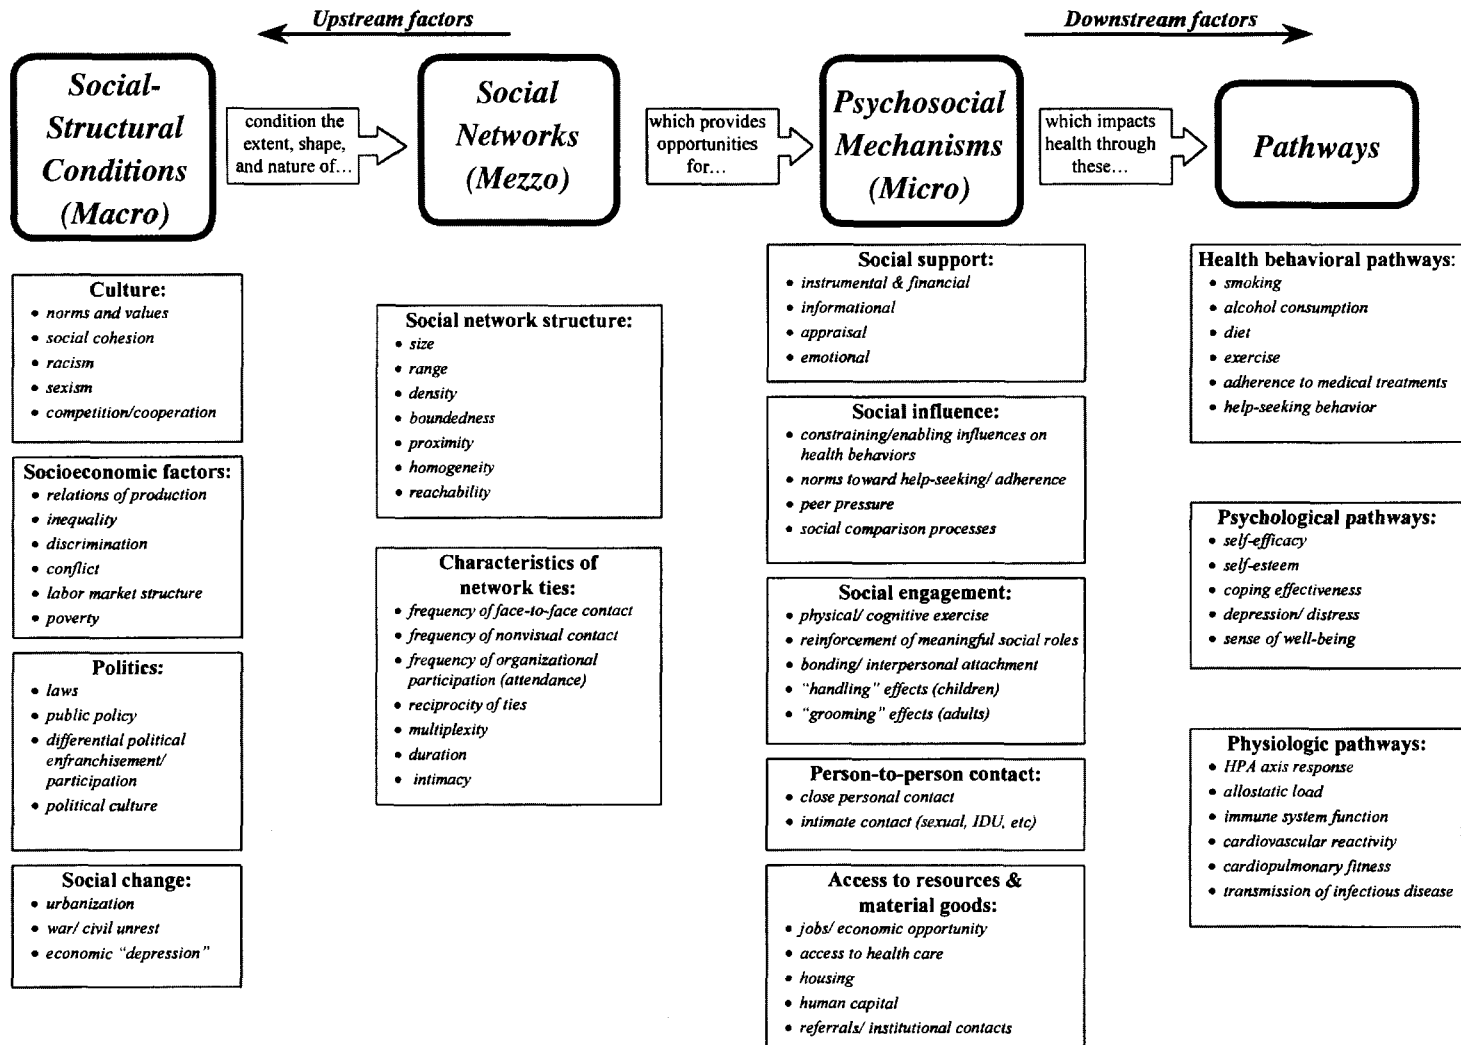 Upstream factors
Downstream factors
Social-
Structural
Conditions
(Macro)
condition the
extent, shape,
and nature of…
Social
Networks
(Mezzo)
which provides
opportunities
for…
Psychosocial
Mechanisms
(Micro)
which impacts
health through
these…
Pathways
Culture:
• norms and values
• social cohesion
• racism
• sexism
• competition/cooperation
Socioeconomic factors:
• relations of production
• inequality
• discrimination
• conflict
• labor market structure
• poverty
Politics:
• laws
• public policy
• differential political
enfranchisement/
participation
• political culture
Social change:
• urbanization
• war/ civil unrest
• economic “depression”
Social network structure:
• size
• range
• density
• boundedness
• proximity
• homogeneity
• reachability
Characteristics of
network ties:
• frequency of face-to-face contact
• frequency of nonvisual contact
• frequency of organizational
participation (attendance)
• reciprocity of ties
• multiplexity
• duration
• intimacy
Social support:
• instrumental & financial
• informational
• appraisal
• emotional
Social influence:
• constraining/enabling influences on
health behaviors
• norms toward help-seeking/ adherence
• peer pressure
• social comparison processes
Social engagement:
• physical/ cognitive exercise
• reinforcement of meaningful social roles
• bonding/ interpersonal attachment
• “handling” effects (children)
• “grooming” effects (adults)
Person-to-person contact:
• close personal contact
• intimate contact (sexual, IDU, etc)
Access to resources &
material goods:
• jobs/ economic opportunity
• access to health care
• housing
• human capital
• referrals/ institutional contacts
Health behavioral pathways:
• smoking
• alcohol consumption
• diet
• exercise
• adherence to medical treatments
• help-seeking behavior
Psychological pathways:
• self-efficacy
• self-esteem
• coping effectiveness
• depression/ distress
• sense of well-being
Physiologic pathways:
• HPA axis response
• allostatic load
• immune system function
• cardiovascular reactivity
• cardiopulmonary fitness
• transmission of infectious disease